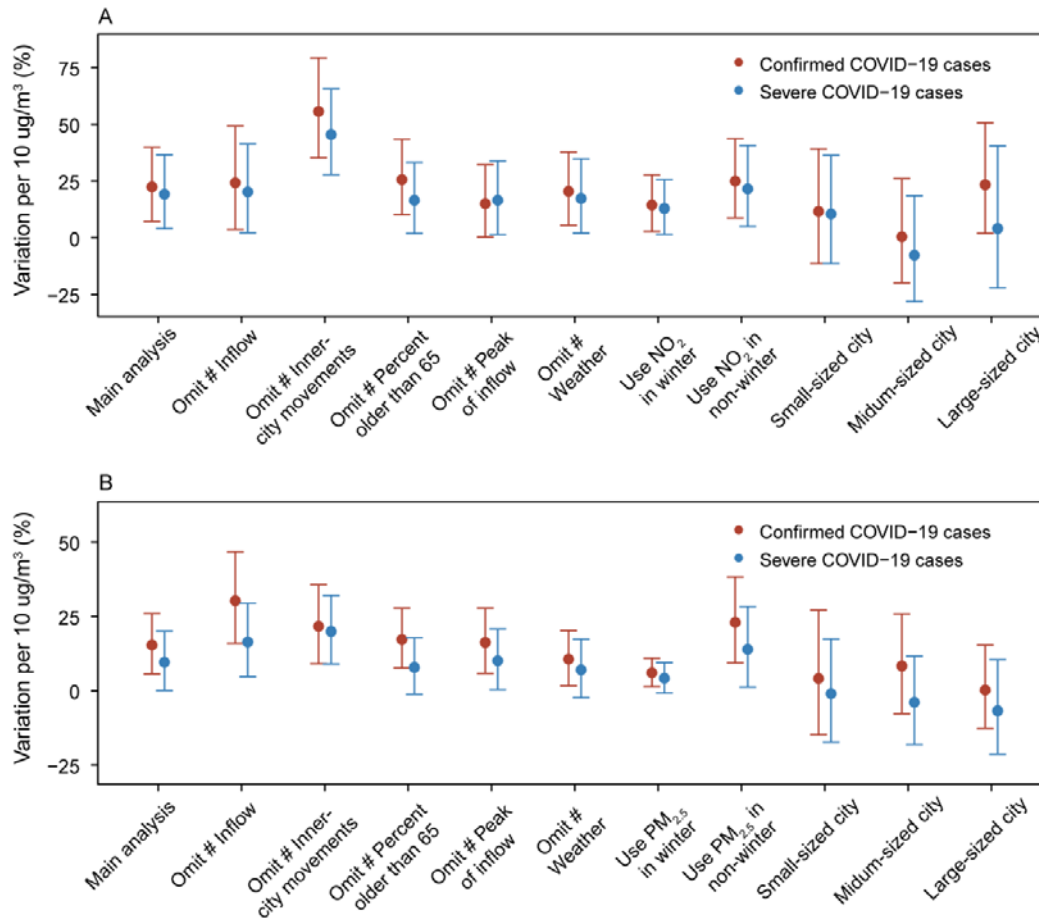 A
Variation per 10 ug/m³ (%)
75
50
25
0
−25
Confirmed COVID−19 cases
Severe COVID−19 cases
Main analysis
Omit # Inflow
Omit # Inner-
city movements
Omit # Percent
older than 65
Omit # Peak
of inflow
Omit #
Weather
Use NO₂
in winter
Use NO₂ in
non-winter
Small-sized city
Midum-sized city
Large-sized city
B
Variation per 10 ug/m³ (%)
50
25
0
−25
Confirmed COVID−19 cases
Severe COVID−19 cases
Main analysis
Omit # Inflow
Omit # Inner-
city movements
Omit # Percent
older than 65
Omit # Peak
of inflow
Omit #
Weather
Use PM₂.₅
in winter
Use PM₂.₅ in
non-winter
Small-sized city
Midum-sized city
Large-sized city